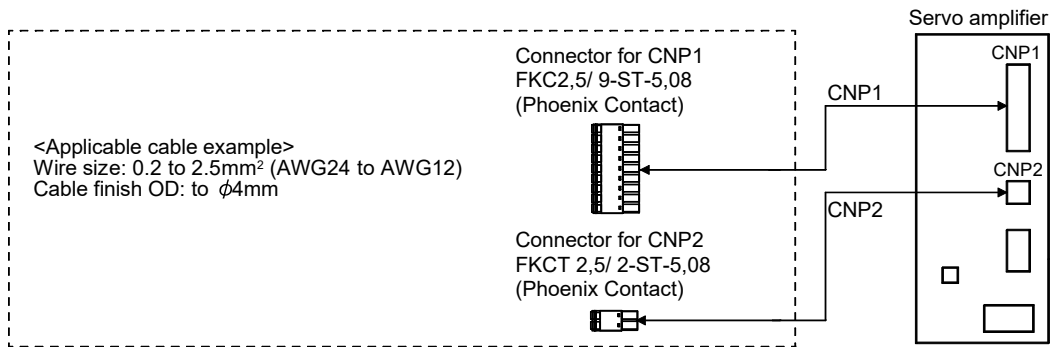 Servo amplifier
Connector for CNP1
FKC2,5/ 9-ST-5,08
(Phoenix Contact)
CNP1
CNP1
<Applicable cable example>
Wire size: 0.2 to 2.5mm² (AWG24 to AWG12)
Cable finish OD: to ϕ4mm
CNP2
CNP2
Connector for CNP2
FKCT 2,5/ 2-ST-5,08
(Phoenix Contact)